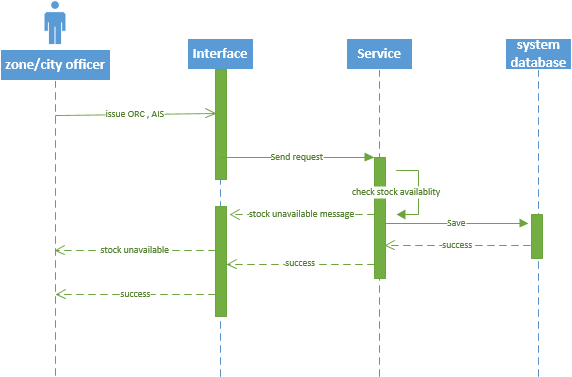 zone/city officer
Interface
Service
system
database
issue ORC , AIS
Send request
check stock availablity
stock unavailable message
Save
stock unavailable
success
success
success